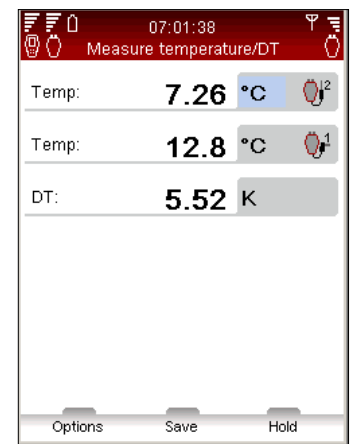 07:01:38
Measure temperature/DT
Temp: 7.26 °C 2
Temp: 12.8 °C 1
DT: 5.52 K
Options Save Hold